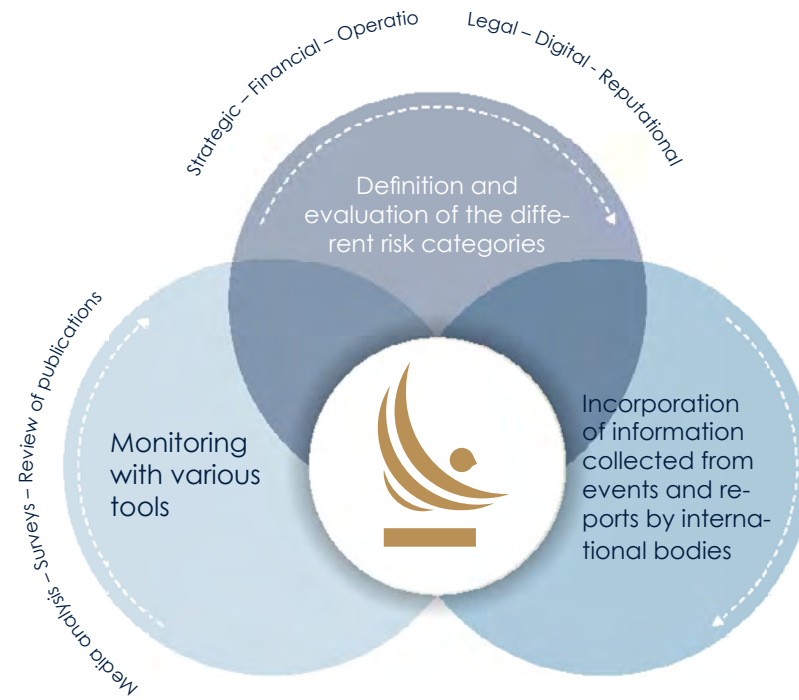 Strategic – Financial – Operatio
Legal – Digital - Reputational
Definition and
evaluation of the diffe-
rent risk categories
Media analysis – Surveys – Review of publications
Monitoring
with various
tools
Incorporation
of information
collected from
events and re-
ports by interna-
tional bodies